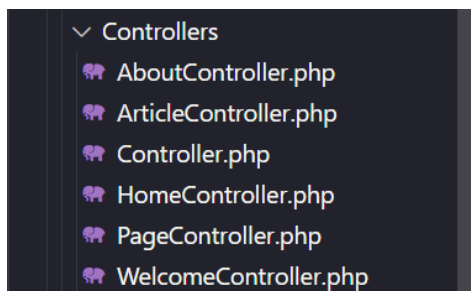 Controllers
AboutController.php
ArticleController.php
Controller.php
HomeController.php
PageController.php
WelcomeController.php